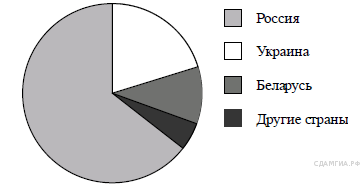 Россия
Украина
Беларусь
Другие страны
СДАМГИА.РФ